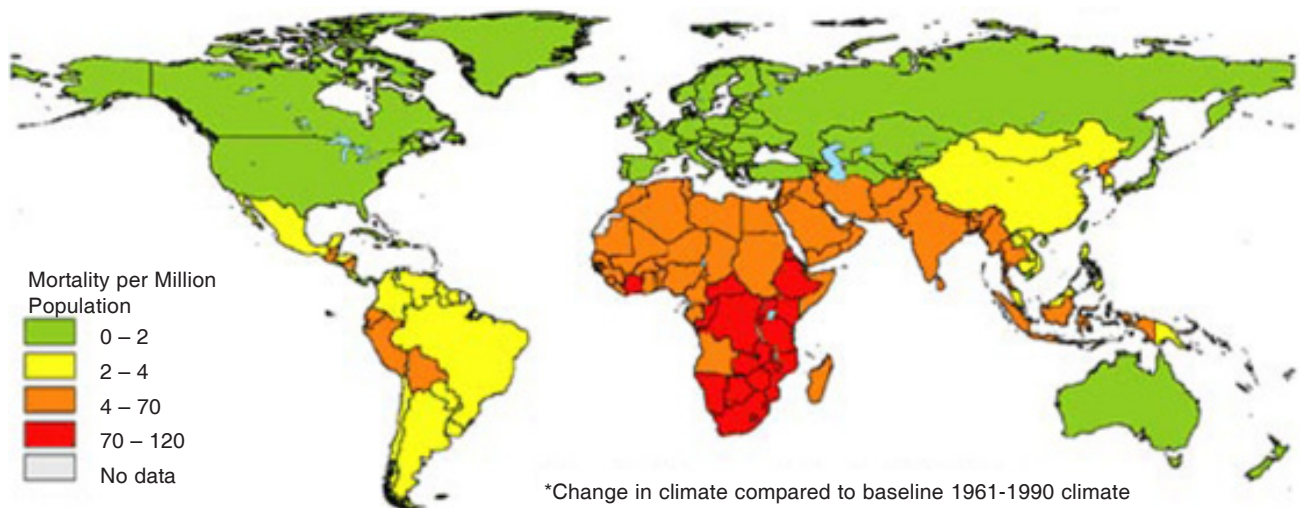 Mortality per Million
Population
0 – 2
2 – 4
4 – 70
70 – 120
No data
*Change in climate compared to baseline 1961-1990 climate